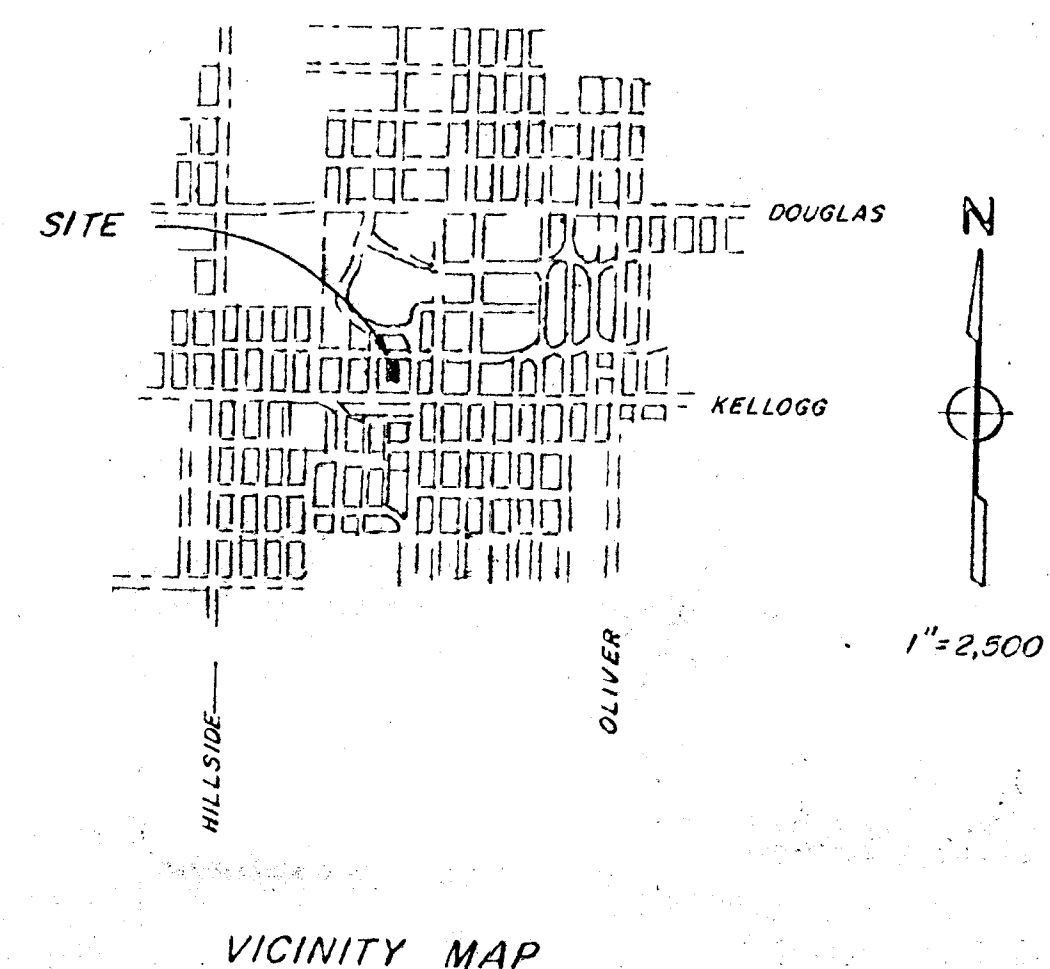 SITE
DOUGLAS
N
KELLOGG
1"=2,500
OLIVER
HILLSIDE
VICINITY MAP